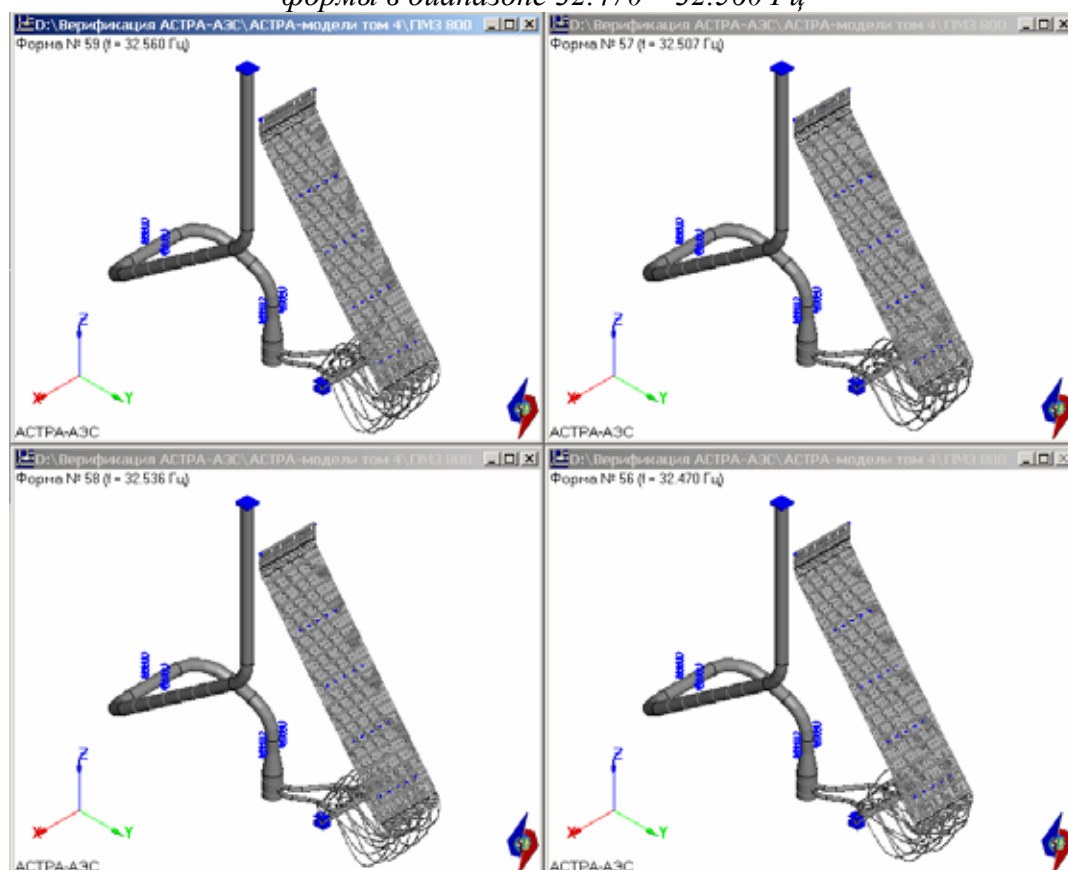 формы в диапазоне 32.470 – 32.560 Гц
D:\Верификация АСТРА-АЭС\АСТРА-модели том 4\ПМЗ 800
Форма № 59 (f = 32.560 Гц)
Z
X
Y
АСТРА-АЭС
D:\Верификация АСТРА-АЭС\АСТРА-модели том 4\ПМЗ 800
Форма № 57 (f = 32.507 Гц)
Z
X
Y
АСТРА-АЭС
D:\Верификация АСТРА-АЭС\АСТРА-модели том 4\ПМЗ 800
Форма № 58 (f = 32.536 Гц)
Z
X
Y
АСТРА-АЭС
D:\Верификация АСТРА-АЭС\АСТРА-модели том 4\ПМЗ 800
Форма № 56 (f = 32.470 Гц)
Z
X
Y
АСТРА-АЭС